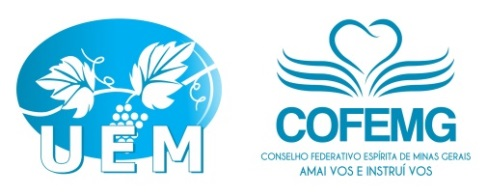 UEM
COFEMG
CONSELHO FEDERATIVO ESPÍRITA DE MINAS GERAIS
AMAI VOS E INSTRUÍ VOS